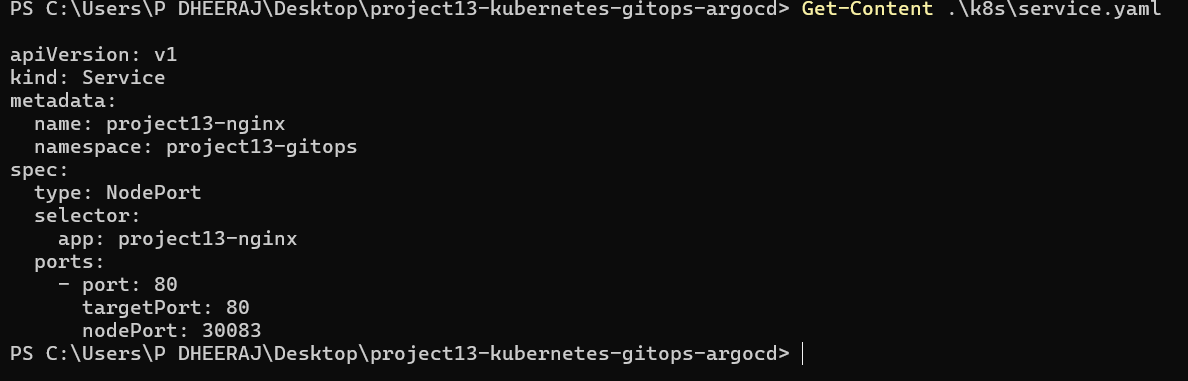 PS C:\Users\P DHEERAJ\Desktop\project13-kubernetes-gitops-argocd> Get-Content .\k8s\service.yaml

apiVersion: v1
kind: Service
metadata:
  name: project13-nginx
  namespace: project13-gitops
spec:
  type: NodePort
  selector:
    app: project13-nginx
  ports:
    - port: 80
      targetPort: 80
      nodePort: 30083
PS C:\Users\P DHEERAJ\Desktop\project13-kubernetes-gitops-argocd>